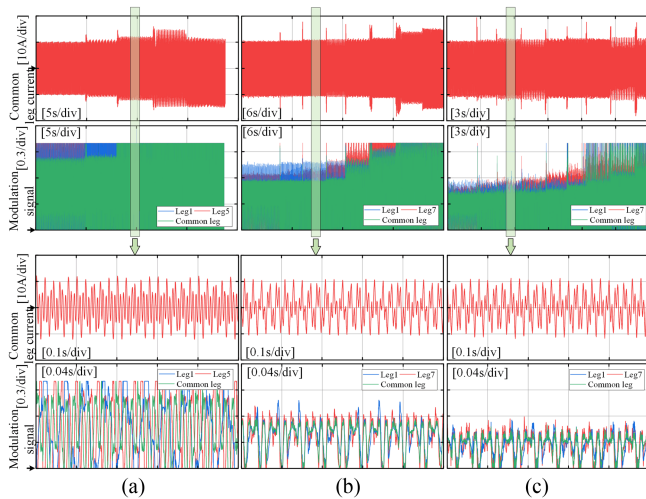 Common
leg current [10A/div]
[5s/div]
[6s/div]
[3s/div]
Modulation
signal [0.3/div]
[5s/div]
[6s/div]
[3s/div]
Leg1 Leg5
Common leg
Leg1 Leg7
Common leg
Leg1 Leg7
Common leg
Common
leg current [10A/div]
[0.1s/div]
[0.1s/div]
[0.1s/div]
Modulation
signal [0.3/div]
[0.04s/div]
[0.04s/div]
[0.04s/div]
Leg1 Leg5
Common leg
Leg1 Leg7
Common leg
Leg1 Leg7
Common leg
(a)
(b)
(c)